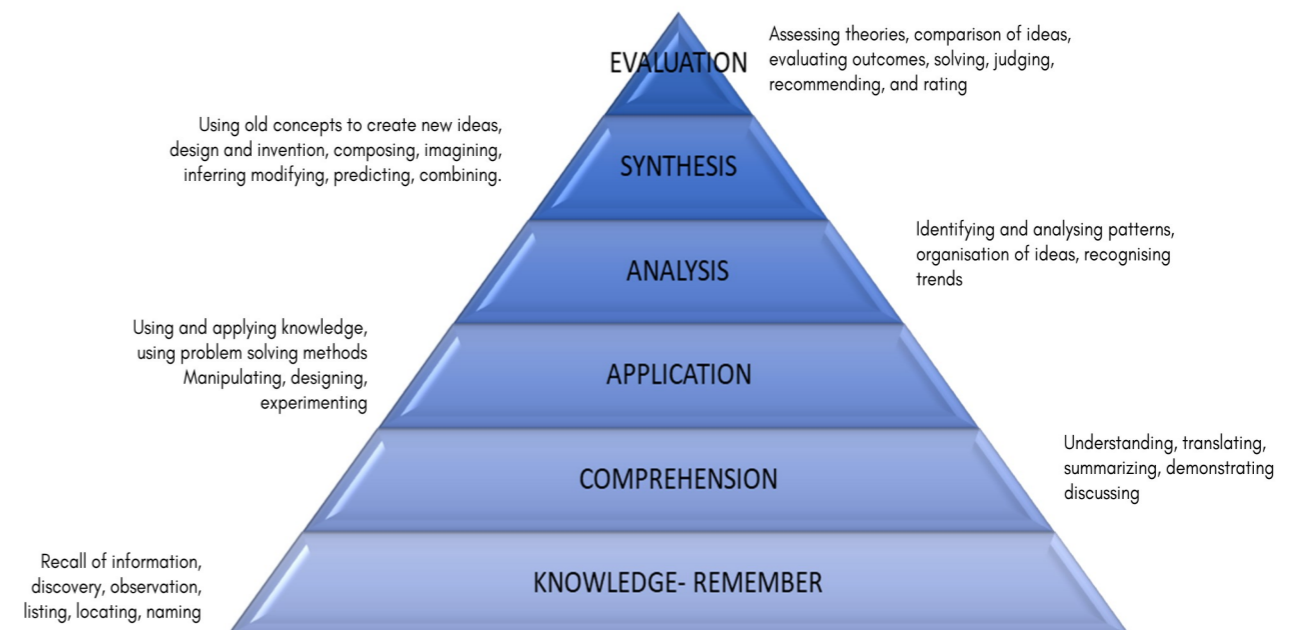 EVALUATION
Assessing theories, comparison of ideas,
evaluating outcomes, solving, judging,
recommending, and rating
Using old concepts to create new ideas,
design and invention, composing, imagining,
inferring modifying, predicting, combining.
SYNTHESIS
ANALYSIS
Identifying and analysing patterns,
organisation of ideas, recognising
trends
Using and applying knowledge,
using problem solving methods
Manipulating, designing,
experimenting
APPLICATION
COMPREHENSION
Understanding, translating,
summarizing, demonstrating
discussing
Recall of information,
discovery, observation,
listing, locating, naming
KNOWLEDGE- REMEMBER